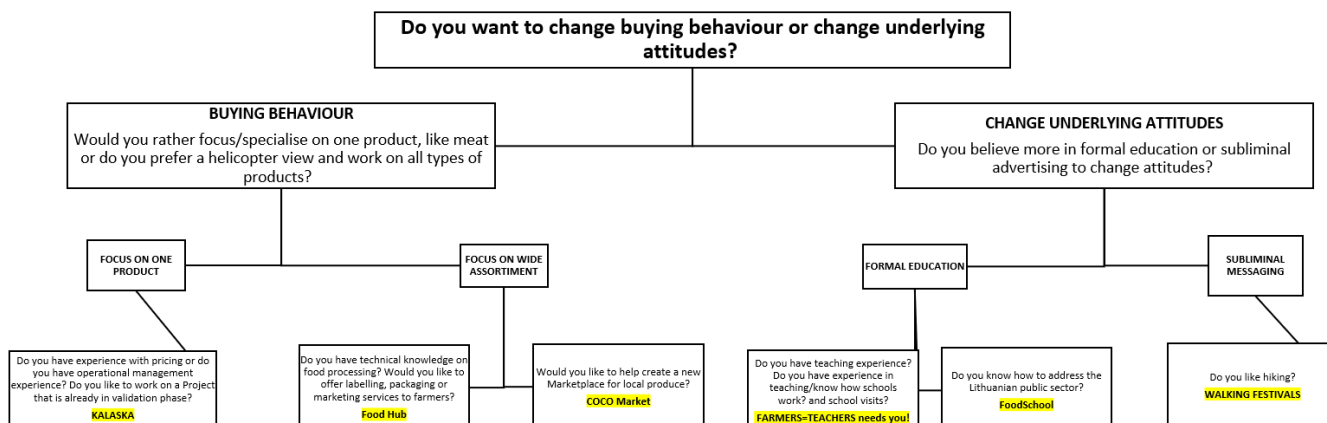 Do you want to change buying behaviour or change underlying
attitudes?
BUYING BEHAVIOUR
Would you rather focus/specialise on one product, like meat
or do you prefer a helicopter view and work on all types of
products?
CHANGE UNDERLYING ATTITUDES
Do you believe more in formal education or subliminal
advertising to change attitudes?
FOCUS ON ONE
PRODUCT
FOCUS ON WIDE
ASSORTIMENT
FORMAL EDUCATION
SUBLIMINAL
MESSAGING
Do you have experience with pricing or do
you have operational management
experience? Do you like to work on a Project
that is already in validation phase?
KALASKA
Do you have technical knowledge on
food processing? Would you like to
offer labelling, packaging or
marketing services to farmers?
Food Hub
Would you like to help create a new
Marketplace for local produce?
COCO Market
Do you have teaching experience?
Do you have experience in
teaching/know how schools
work? and school visits?
FARMERS=TEACHERS needs you!
Do you know how to address the
Lithuanian public sector?
FoodSchool
Do you like hiking?
WALKING FESTIVALS